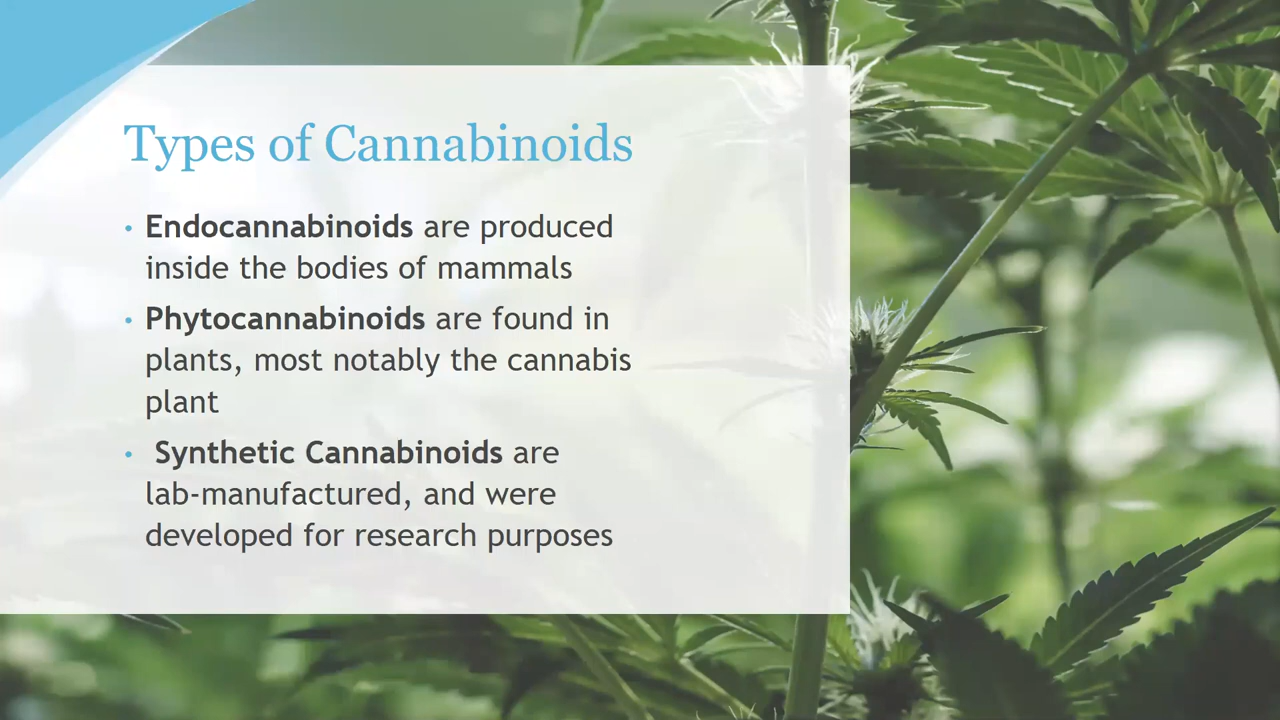 Types of Cannabinoids
• Endocannabinoids are produced
inside the bodies of mammals
• Phytocannabinoids are found in
plants, most notably the cannabis
plant
• Synthetic Cannabinoids are
lab-manufactured, and were
developed for research purposes